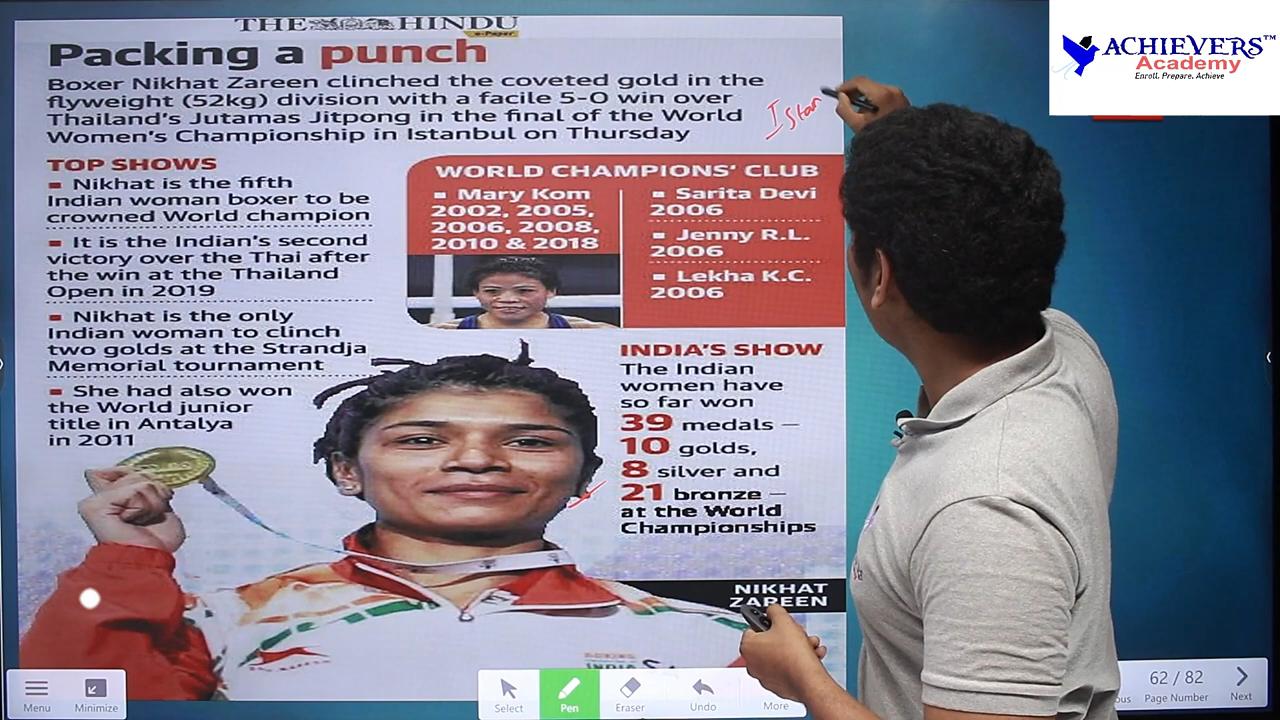 THE HINDU
e-Paper
Packing a punch
Boxer Nikhat Zareen clinched the coveted gold in the
flyweight (52kg) division with a facile 5-0 win over
Thailand's Jutamas Jitpong in the final of the World
Women's Championship in Istanbul on Thursday
I Stan
TOP SHOWS
▪ Nikhat is the fifth
Indian woman boxer to be
crowned World champion
▪ It is the Indian's second
victory over the Thai after
the win at the Thailand
Open in 2019
▪ Nikhat is the only
Indian woman to clinch
two golds at the Strandja
Memorial tournament
▪ She had also won
the World junior
title in Antalya
in 2011
WORLD CHAMPIONS' CLUB
▪ Mary Kom
2002, 2005,
2006, 2008,
2010 & 2018
▪ Sarita Devi
2006
▪ Jenny R.L.
2006
▪ Lekha K.C.
2006
INDIA'S SHOW
The Indian
women have
so far won
39 medals –
10 golds,
8 silver and
21 bronze –
at the World
Championships
NIKHAT
ZAREEN
INDIA
ACHIEVERS™
Academy
Enroll. Prepare. Achieve
Menu
Minimize
Select
Pen
Eraser
Undo
More
62 / 82
Page Number
Next